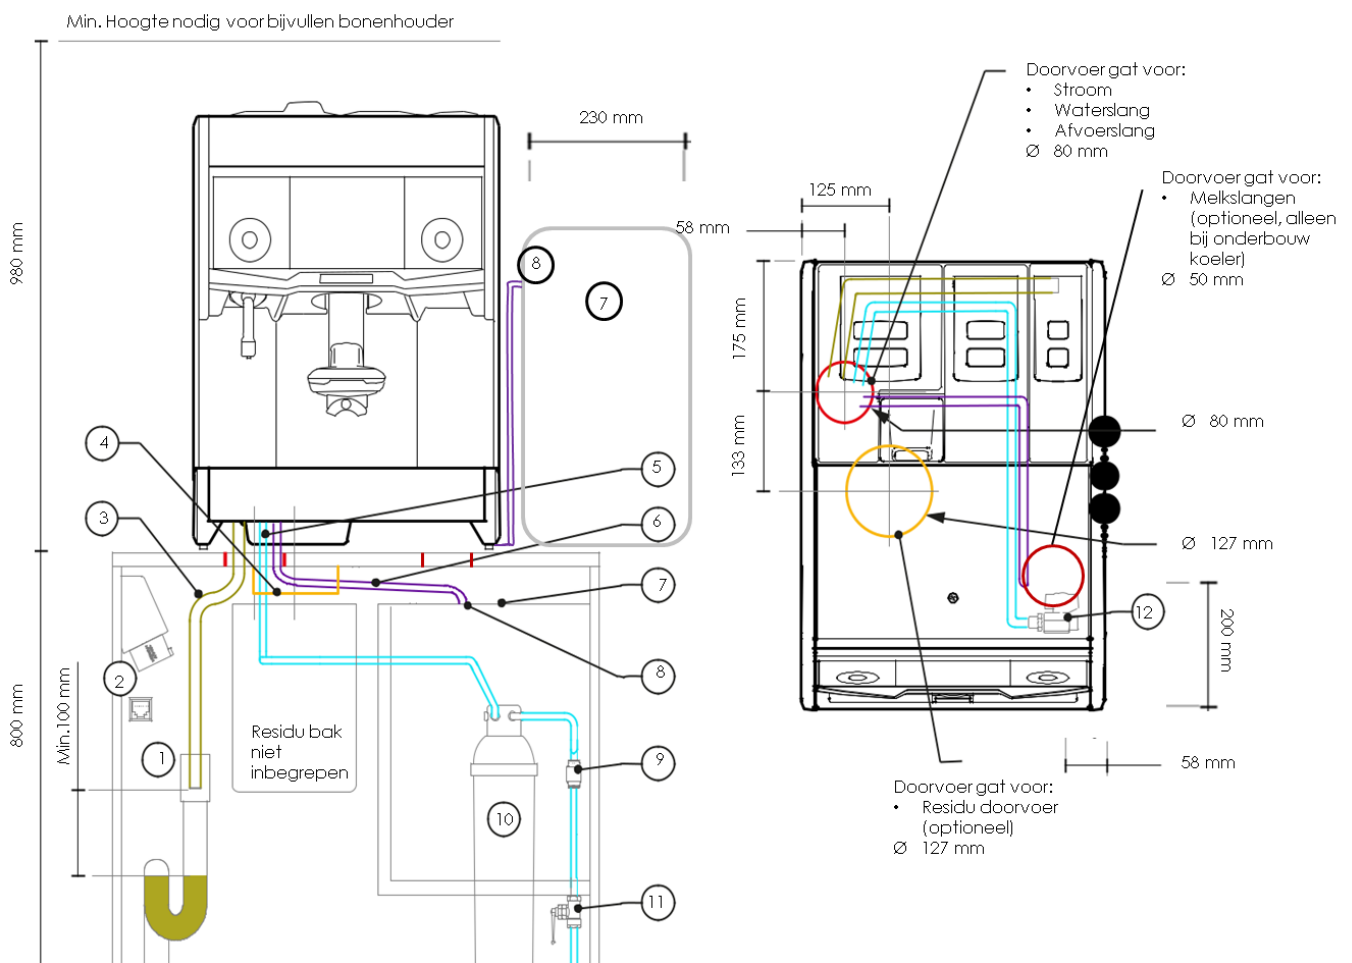 Min. Hoogte nodig voor bijvullen bonenhouder
980 mm
230 mm
8
7
4
3
5
6
7
8
2
1
Min.100 mm
800 mm
Residu bak
niet
inbegrepen
9
10
11
Doorvoer gat voor:
• Stroom
• Waterslang
• Afvoerslang
Ø 80 mm
Doorvoer gat voor:
• Melkslangen
(optioneel, alleen
bij onderbouw
koeler)
Ø 50 mm
125 mm
58 mm
175 mm
133 mm
Ø 80 mm
Ø 127 mm
12
200 mm
58 mm
Doorvoer gat voor:
• Residu doorvoer
(optioneel)
Ø 127 mm